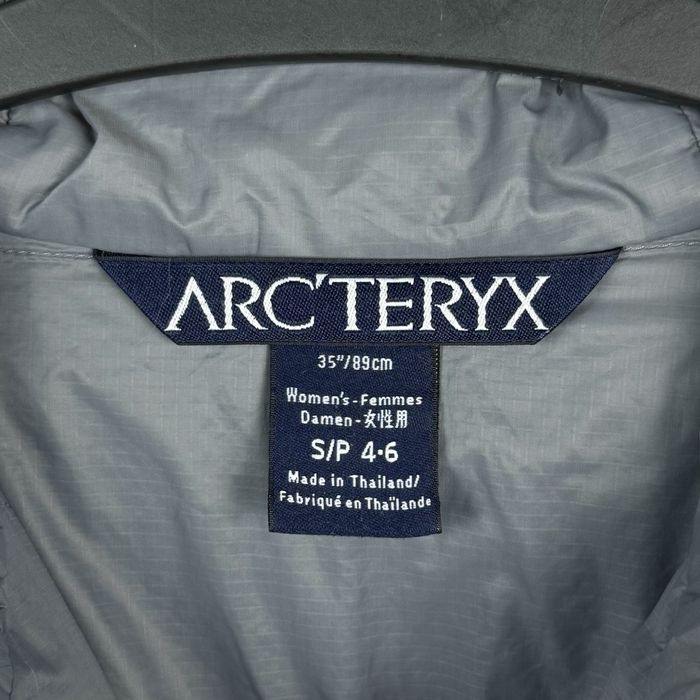 ARC'TERYX
35"/89cm
Women's-Femmes
Damen-女性用
S/P 4·6
Made in Thailand/
Fabriqué en Thaïlande